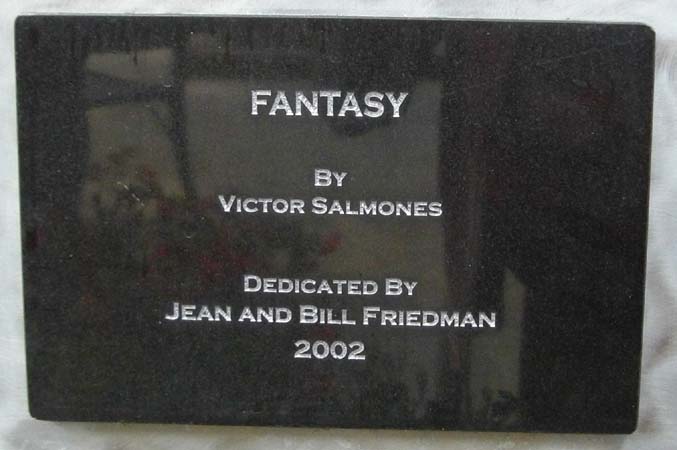 FANTASY
BY
VICTOR SALMONES
DEDICATED BY
JEAN AND BILL FRIEDMAN
2002